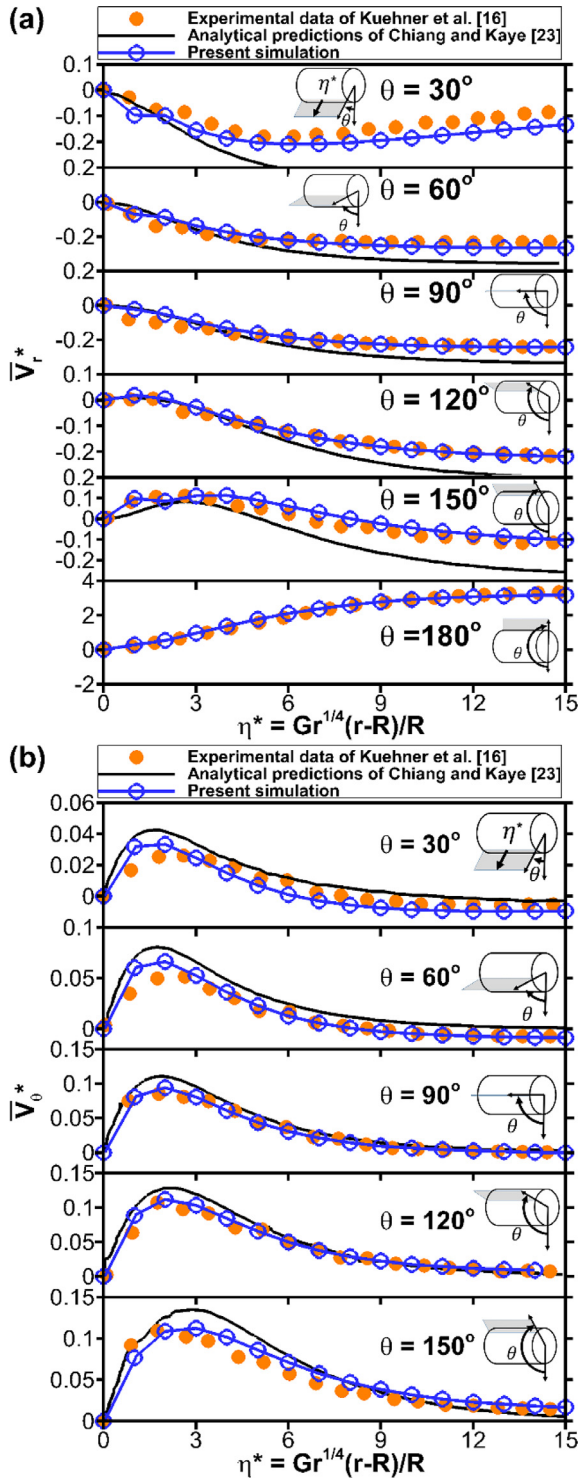 (a)
Experimental data of Kuehner et al. [16]
Analytical predictions of Chiang and Kaye [23]
Present simulation
0.1
0
-0.1
-0.2
0.2
η*
θ
θ = 30°
0
-0.2
0.2
θ
θ = 60°
0
-0.2
0.1
θ = 90°
θ
0
-0.1
-0.2
0.2
θ = 120°
θ
0.1
0
-0.1
-0.2
θ = 150°
θ
4
2
0
-2
θ =180°
θ
V̅r*
0 3 6 9 12 15
η* = Gr1/4(r-R)/R
(b)
Experimental data of Kuehner et al. [16]
Analytical predictions of Chiang and Kaye [23]
Present simulation
0.06
0.04
0.02
0
0.1
θ = 30°
η*
θ
0.05
0
0.15
θ = 60°
θ
0.1
0.05
0
0.15
θ = 90°
θ
0.1
0.05
0
0.15
θ = 120°
θ
0.1
0.05
0
θ = 150°
θ
V̅θ*
0 3 6 9 12 15
η* = Gr1/4(r-R)/R